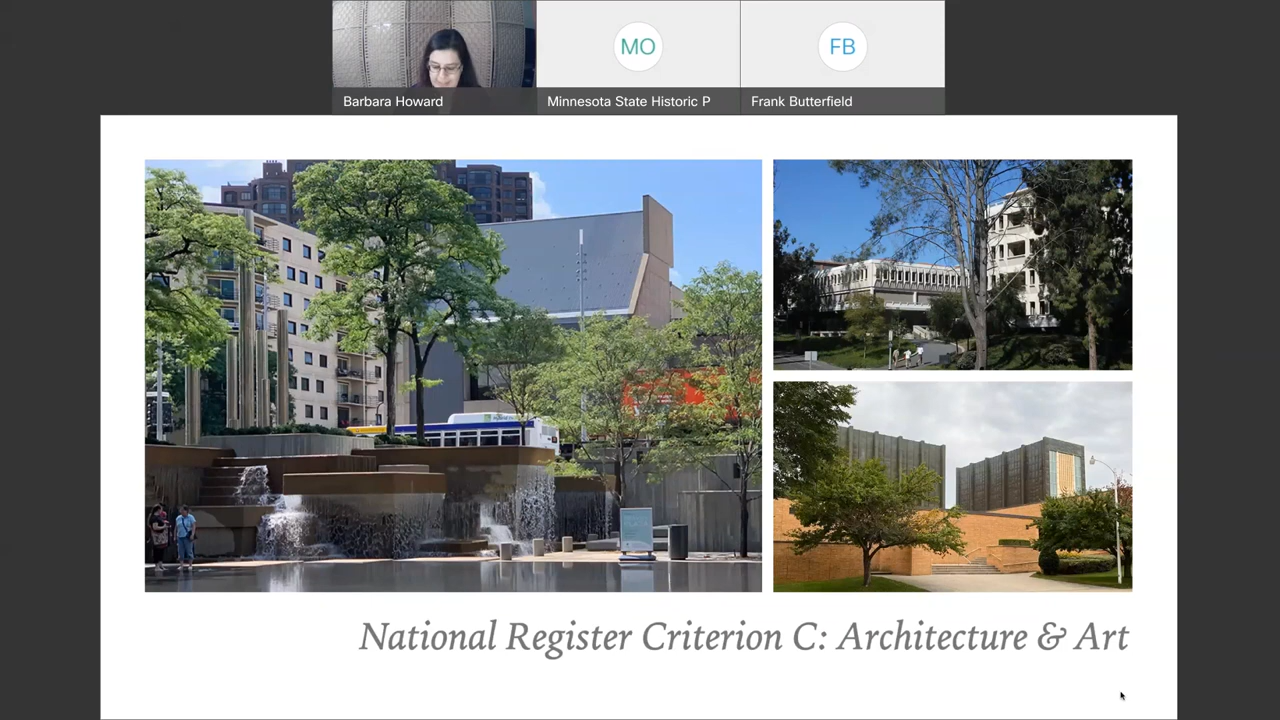 MO
FB
Barbara Howard
Minnesota State Historic P
Frank Butterfield
National Register Criterion C: Architecture & Art